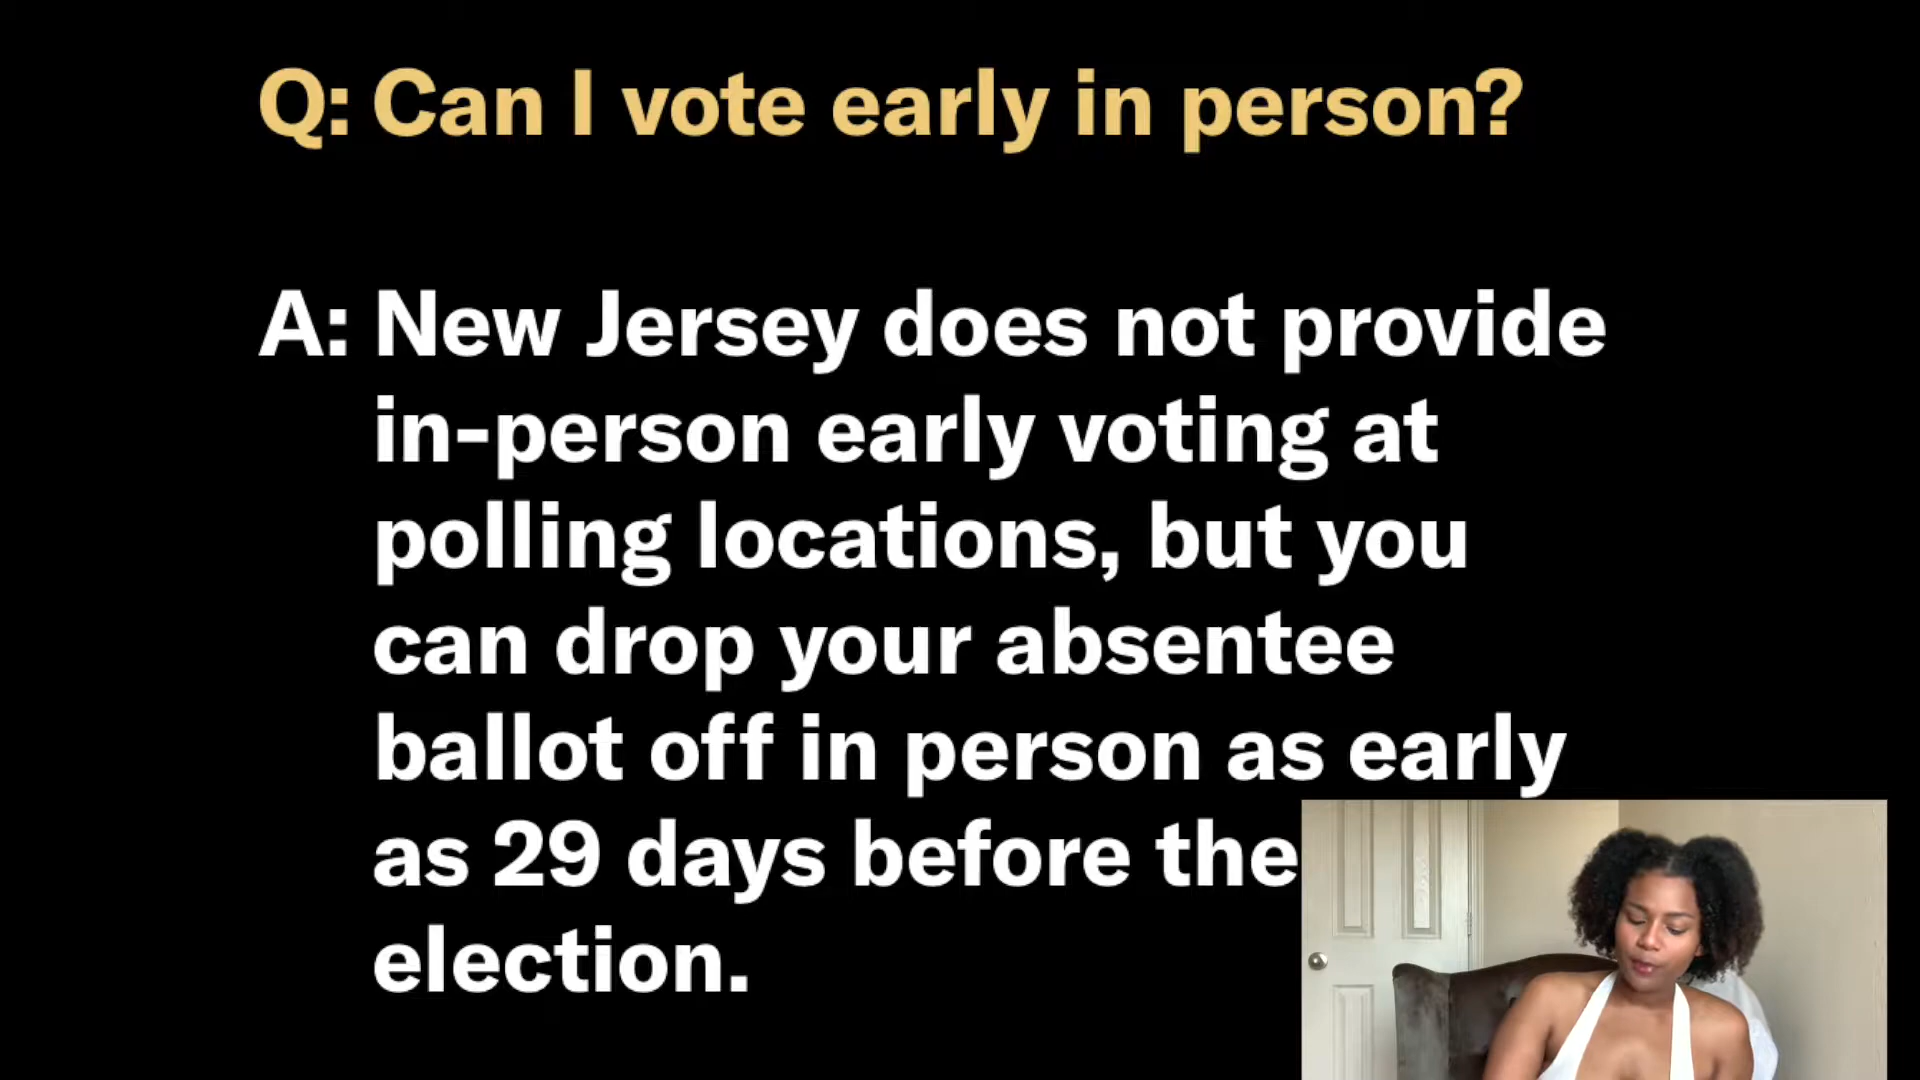 Q: Can I vote early in person?
A: New Jersey does not provide
in-person early voting at
polling locations, but you
can drop your absentee
ballot off in person as early
as 29 days before the
election.